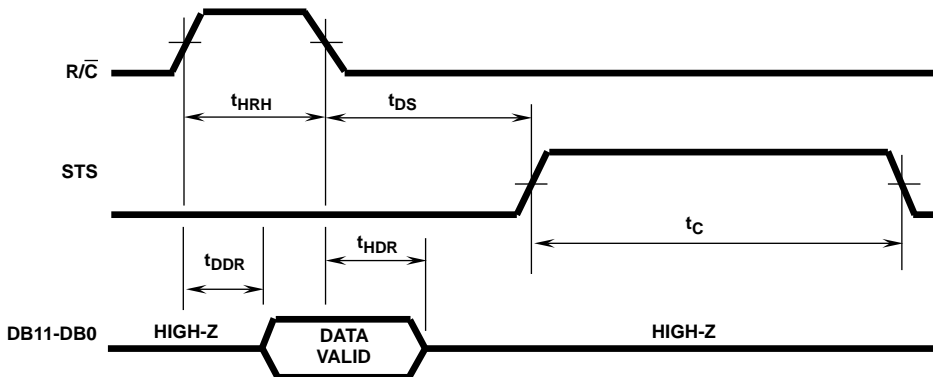 R/C̅
tHRH
tDS
STS
tC
tHDR
tDDR
DB11-DB0
HIGH-Z
DATA
VALID
HIGH-Z